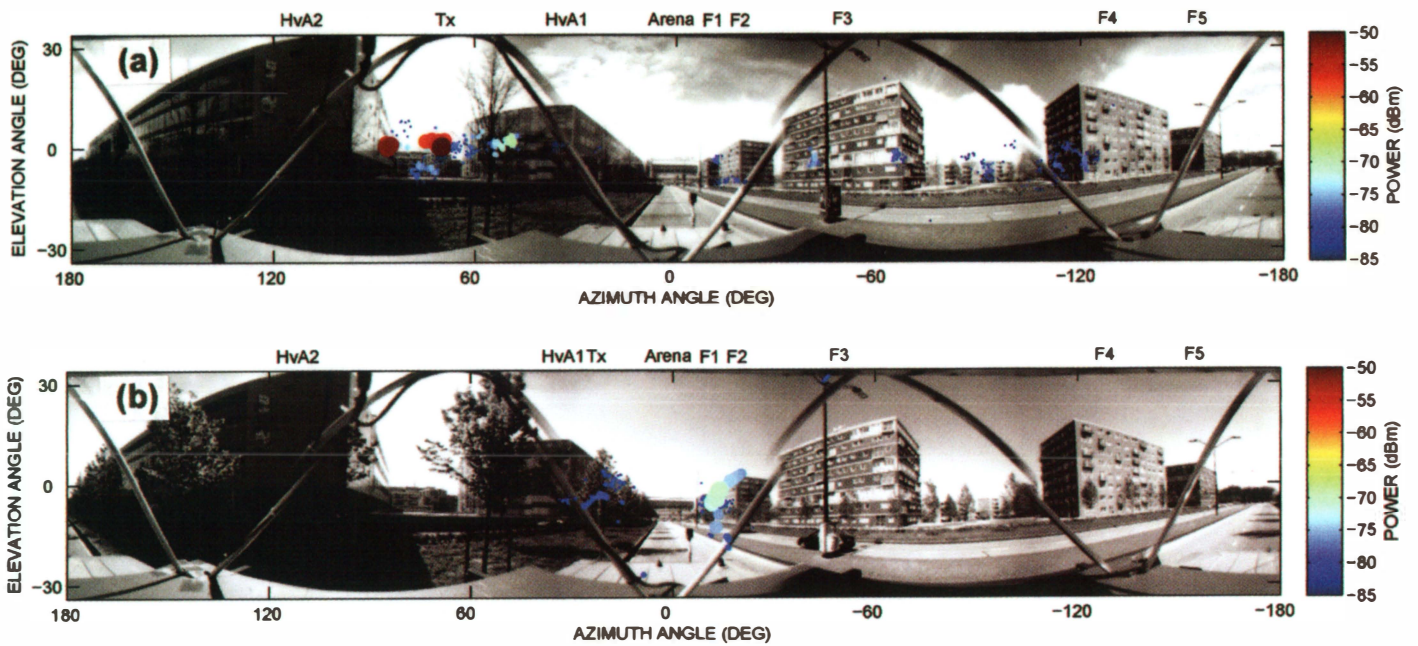 HvA2 Tx HvA1 Arena F1 F2 F3 F4 F5
(a)
30
0
−30
ELEVATION ANGLE (DEG)
180 120 60 0 −60 −120 −180
AZIMUTH ANGLE (DEG)
−50
−55
−60
−65
−70
−75
−80
−85
POWER (dBm)
HvA2 HvA1 Tx Arena F1 F2 F3 F4 F5
(b)
30
0
−30
ELEVATION ANGLE (DEG)
180 120 60 0 −60 −120 −180
AZIMUTH ANGLE (DEG)
−50
−55
−60
−65
−70
−75
−80
−85
POWER (dBm)